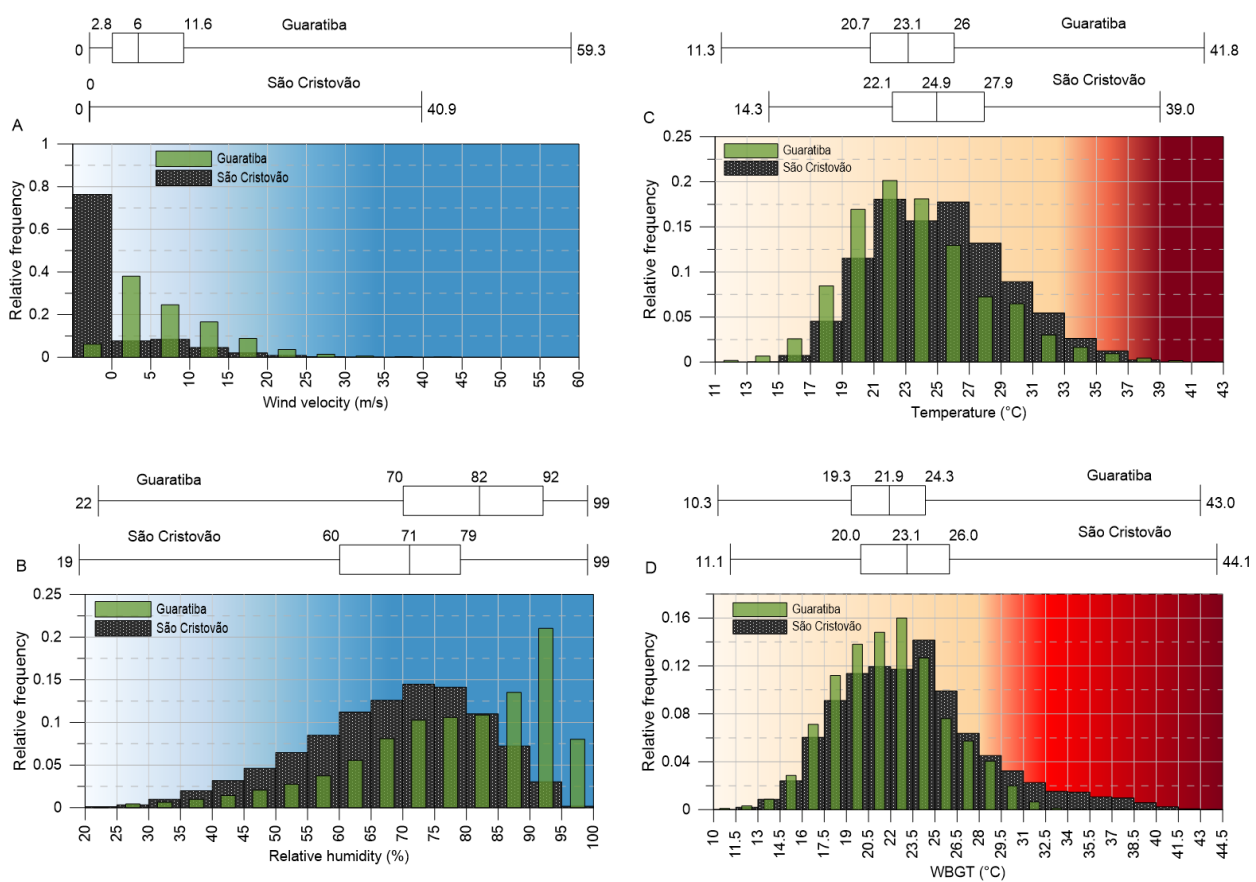 2.8 6 11.6 Guaratiba
0 59.3
0 São Cristovão
0 40.9
A
1
0.8
0.6
0.4
0.2
0
Relative frequency
Guaratiba
São Cristovão
0 5 10 15 20 25 30 35 40 45 50 55 60
Wind velocity (m/s)
20.7 23.1 26 Guaratiba
11.3 41.8
22.1 24.9 27.9 São Cristovão
14.3 39.0
C
0.25
0.2
0.15
0.1
0.05
0
Relative frequency
Guaratiba
São Cristovão
11 13 15 17 19 21 23 25 27 29 31 33 35 37 39 41 43
Temperature (°C)
Guaratiba 70 82 92
22 99
São Cristovão 60 71 79
19 99
B
0.25
0.2
0.15
0.1
0.05
0
Relative frequency
Guaratiba
São Cristovão
20 25 30 35 40 45 50 55 60 65 70 75 80 85 90 95 100
Relative humidity (%)
19.3 21.9 24.3 Guaratiba
10.3 43.0
20.0 23.1 26.0 São Cristovão
11.1 44.1
D
0.16
0.12
0.08
0.04
0
Relative frequency
Guaratiba
São Cristovão
10 11.5 13 14.5 16 17.5 19 20.5 22 23.5 25 26.5 28 29.5 31 32.5 34 35.5 37 38.5 40 41.5 43 44.5
WBGT (°C)